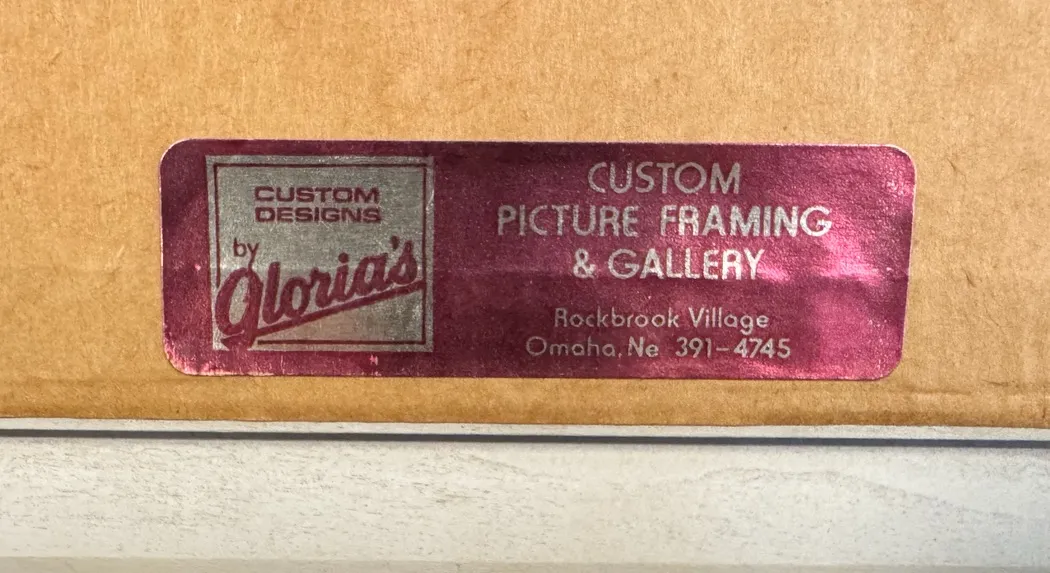 CUSTOM
DESIGNS
by
Gloria's
CUSTOM
PICTURE FRAMING
& GALLERY
Rockbrook Village
Omaha, Ne 391-4745